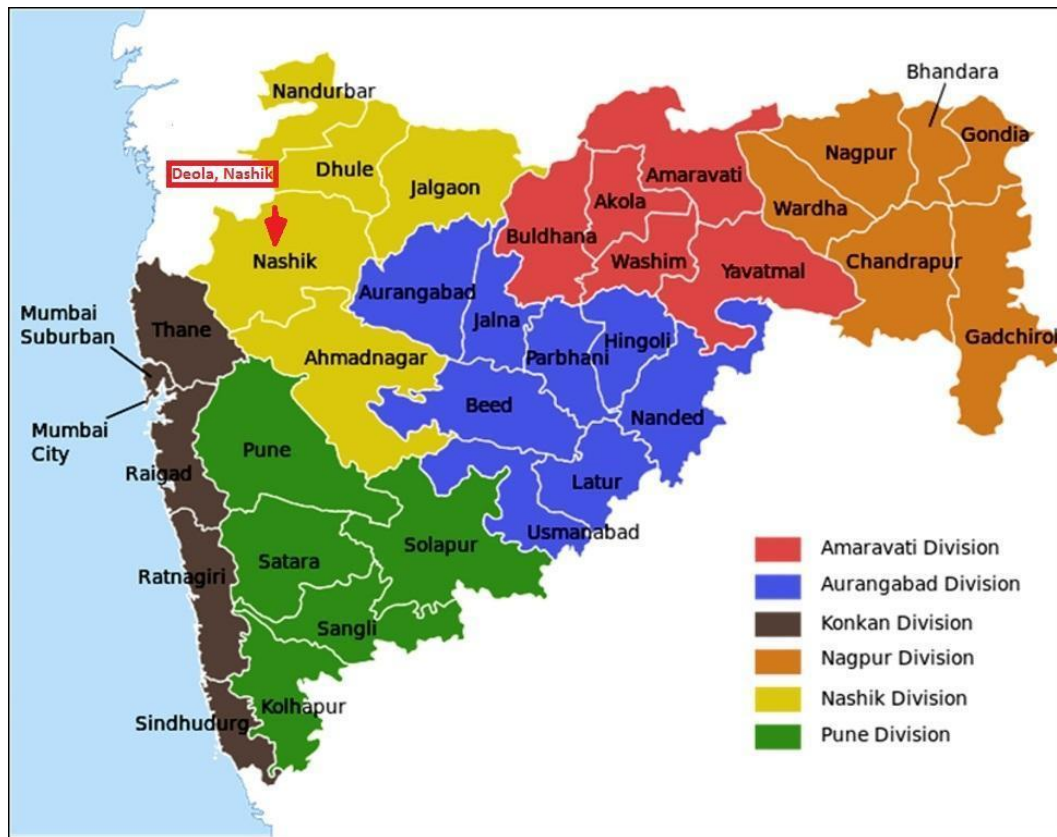 Nandurbar
Bhandara
Gondia
Nagpur
Deola, Nashik
Dhule
Jalgaon
Amaravati
Akola
Wardha
Buldhana
Nashik
Washim
Yavatmal
Chandrapur
Aurangabad
Mumbai
Suburban
Thane
Jalna
Hingoli
Gadchirol
Ahmadnagar
Parbhani
Beed
Nanded
Mumbai
City
Pune
Raigad
Latur
Usmanabad
Solapur
Satara
Ratnagiri
Sangli
Kolhapur
Sindhudurg
Amaravati Division
Aurangabad Division
Konkan Division
Nagpur Division
Nashik Division
Pune Division